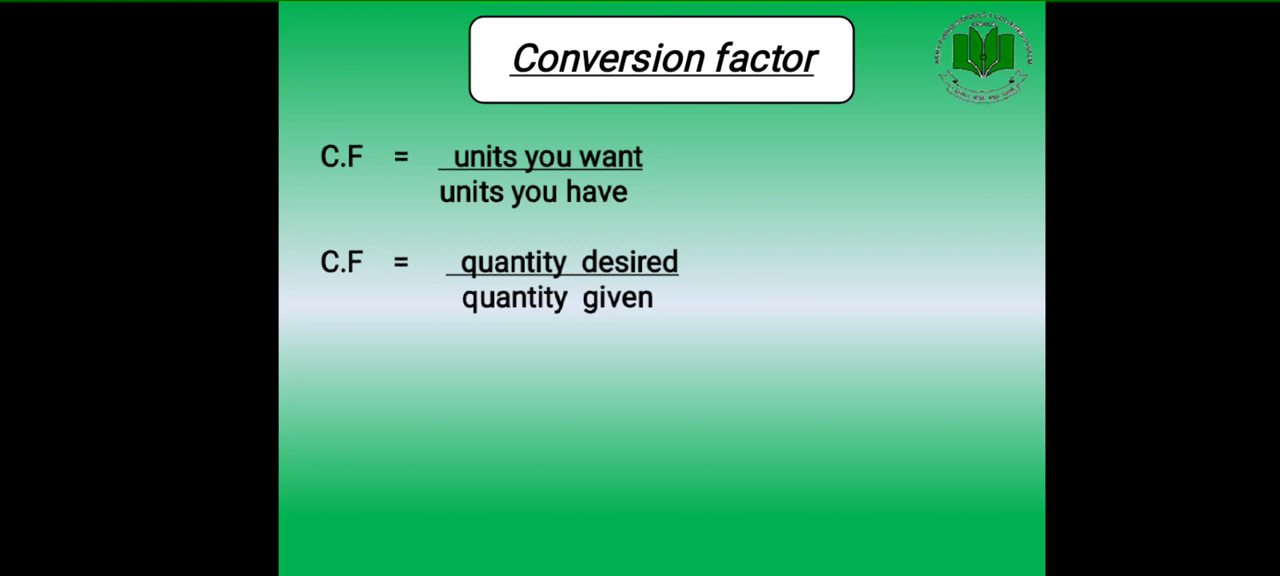 Conversion factor
C.F = units you want
units you have
C.F = quantity desired
quantity given